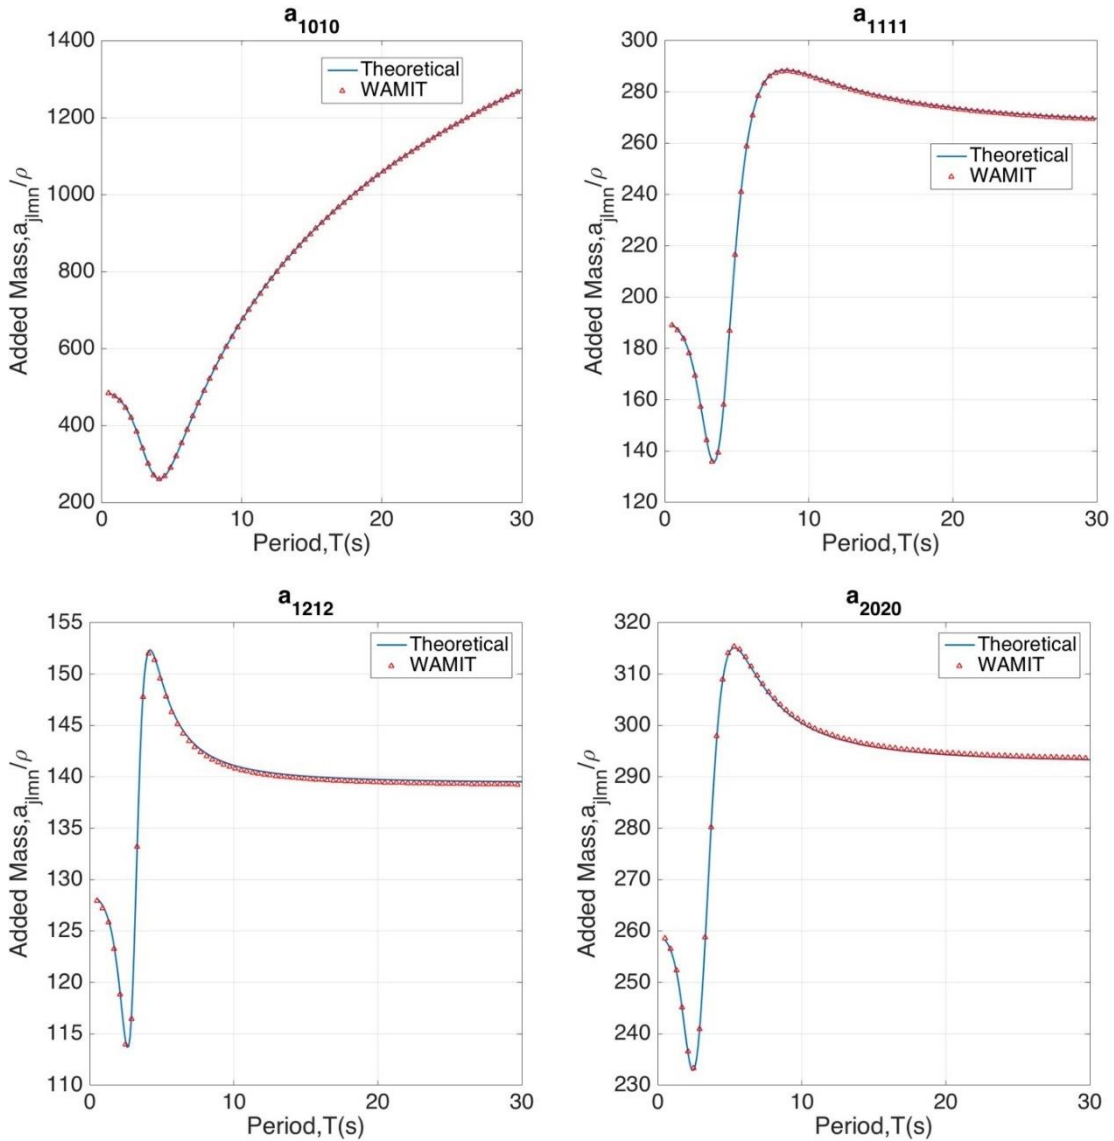 a1010
1400
1200
1000
800
600
400
200
0 10 20 30
Added Mass,ajlmn/ρ
Period,T(s)
Theoretical
WAMIT
a1111
300
280
260
240
220
200
180
160
140
120
0 10 20 30
Added Mass,ajlmn/ρ
Period,T(s)
Theoretical
WAMIT
a1212
155
150
145
140
135
130
125
120
115
110
0 10 20 30
Added Mass,ajlmn/ρ
Period,T(s)
Theoretical
WAMIT
a2020
320
310
300
290
280
270
260
250
240
230
0 10 20 30
Added Mass,ajlmn/ρ
Period,T(s)
Theoretical
WAMIT